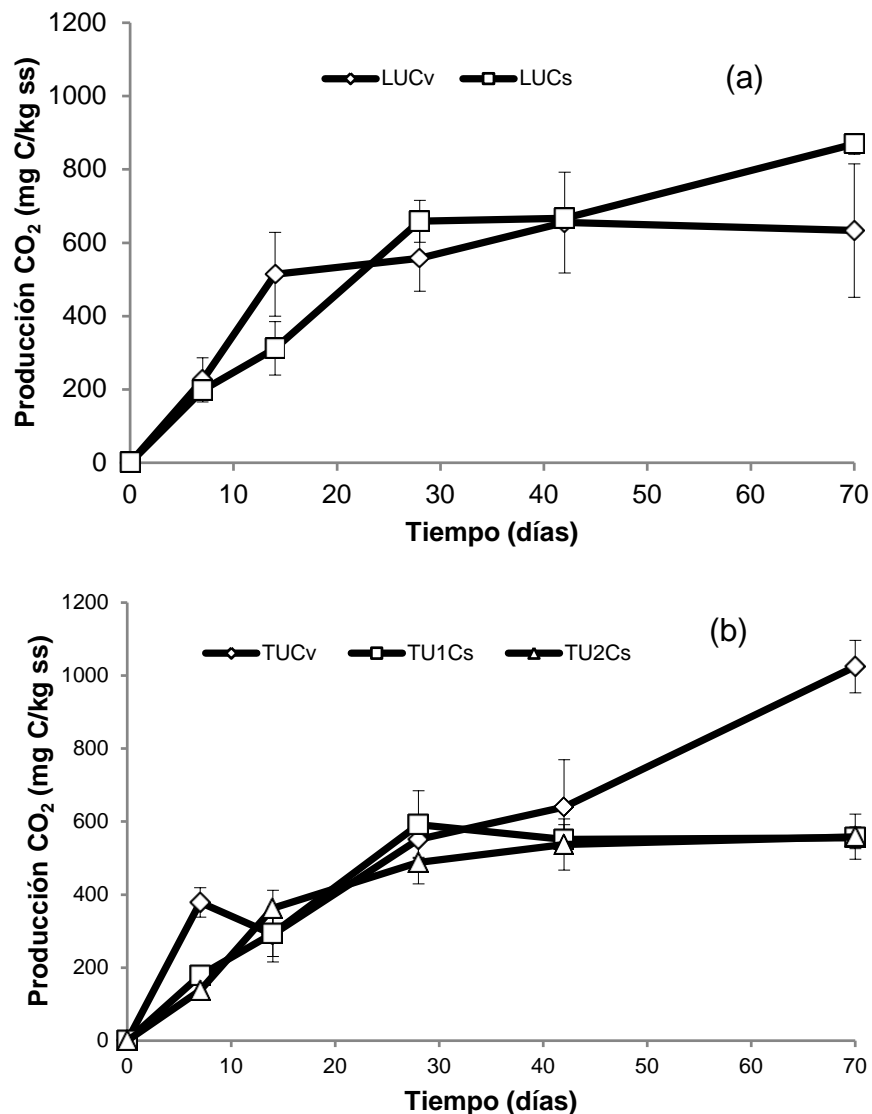 1200
1000
800
600
400
200
0
Producción CO₂ (mg C/kg ss)
LUCv LUCs
(a)
0 10 20 30 40 50 60 70
Tiempo (días)
1200
1000
800
600
400
200
0
Producción CO₂ (mg C/kg ss)
TUCv TU1Cs TU2Cs
(b)
0 10 20 30 40 50 60 70
Tiempo (días)